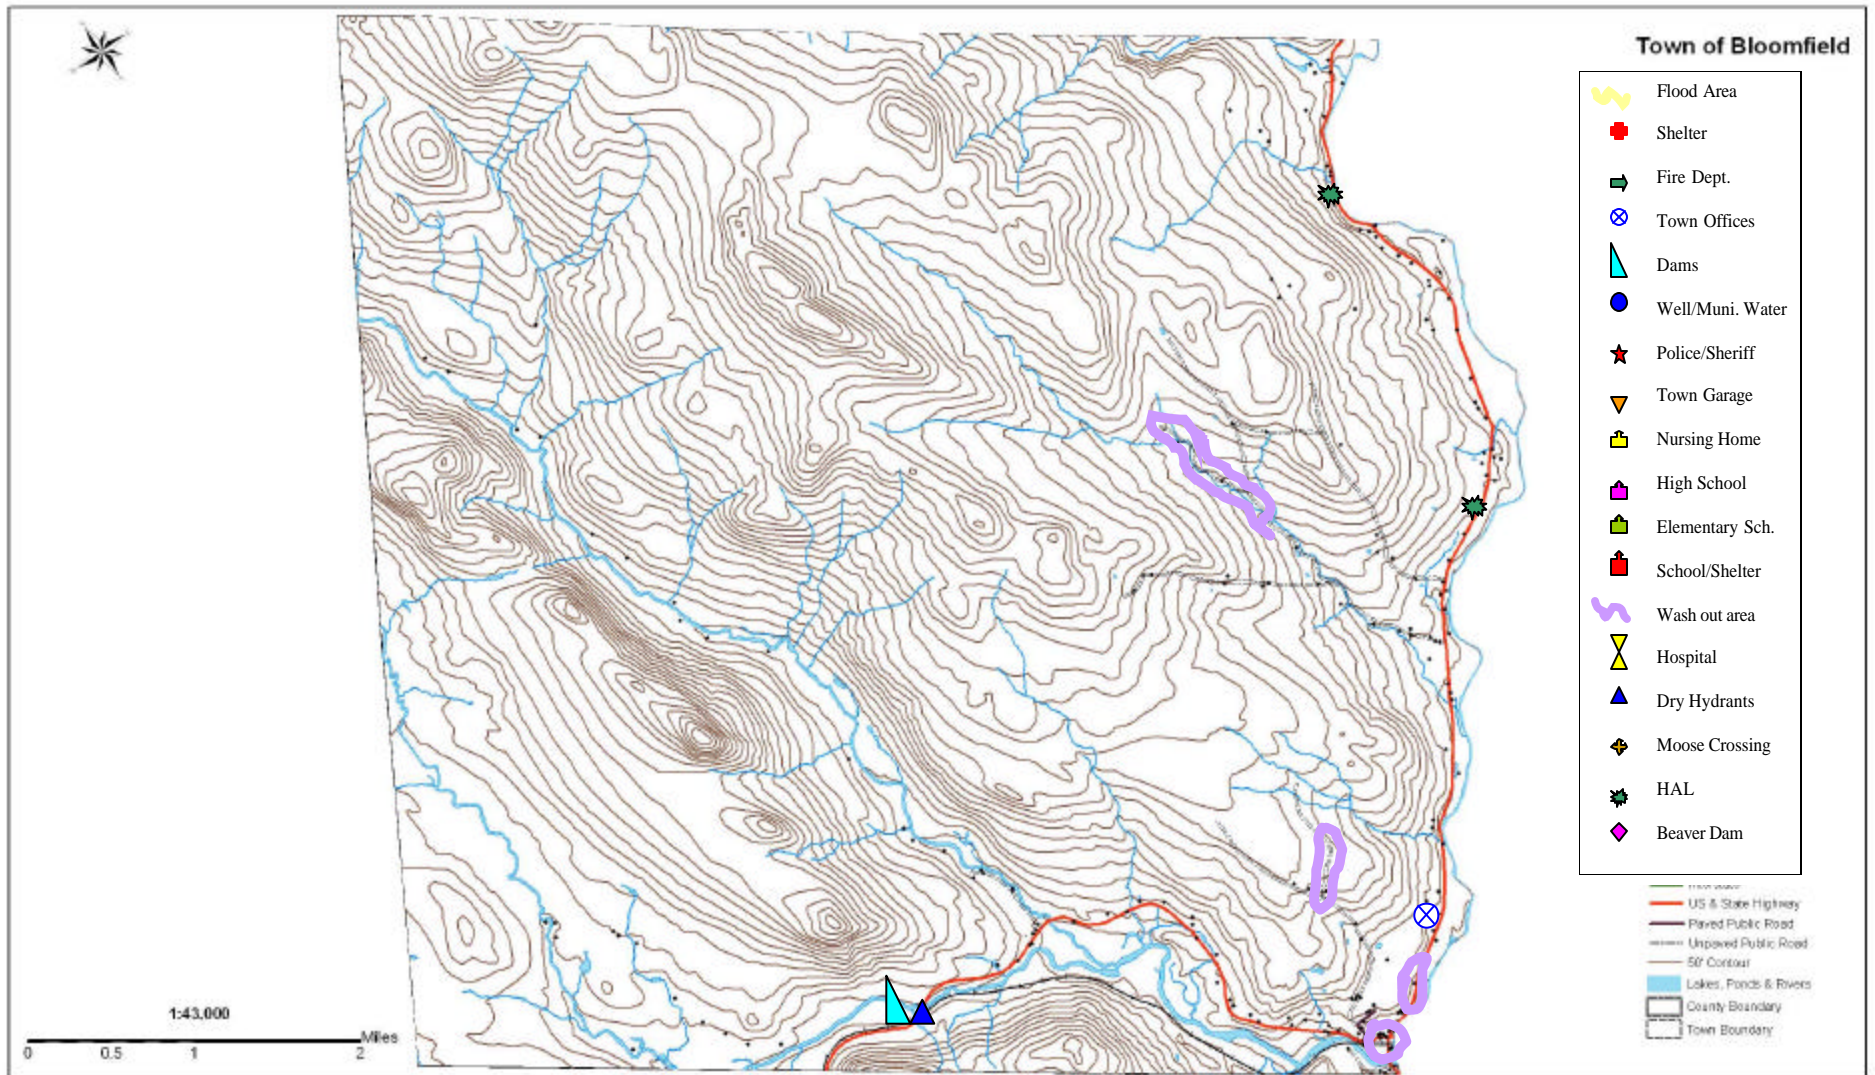 Town of Bloomfield
Flood Area
Shelter
Fire Dept.
Town Offices
Dams
Well/Muni. Water
Police/Sheriff
Town Garage
Nursing Home
High School
Elementary Sch.
School/Shelter
Wash out area
Hospital
Dry Hydrants
Moose Crossing
HAL
Beaver Dam
US & State Highway
Paved Public Road
Unpaved Public Road
50' Contour
Lakes, Ponds & Rivers
County Boundary
Town Boundary
1:43,000
Miles
0 0.5 1 2